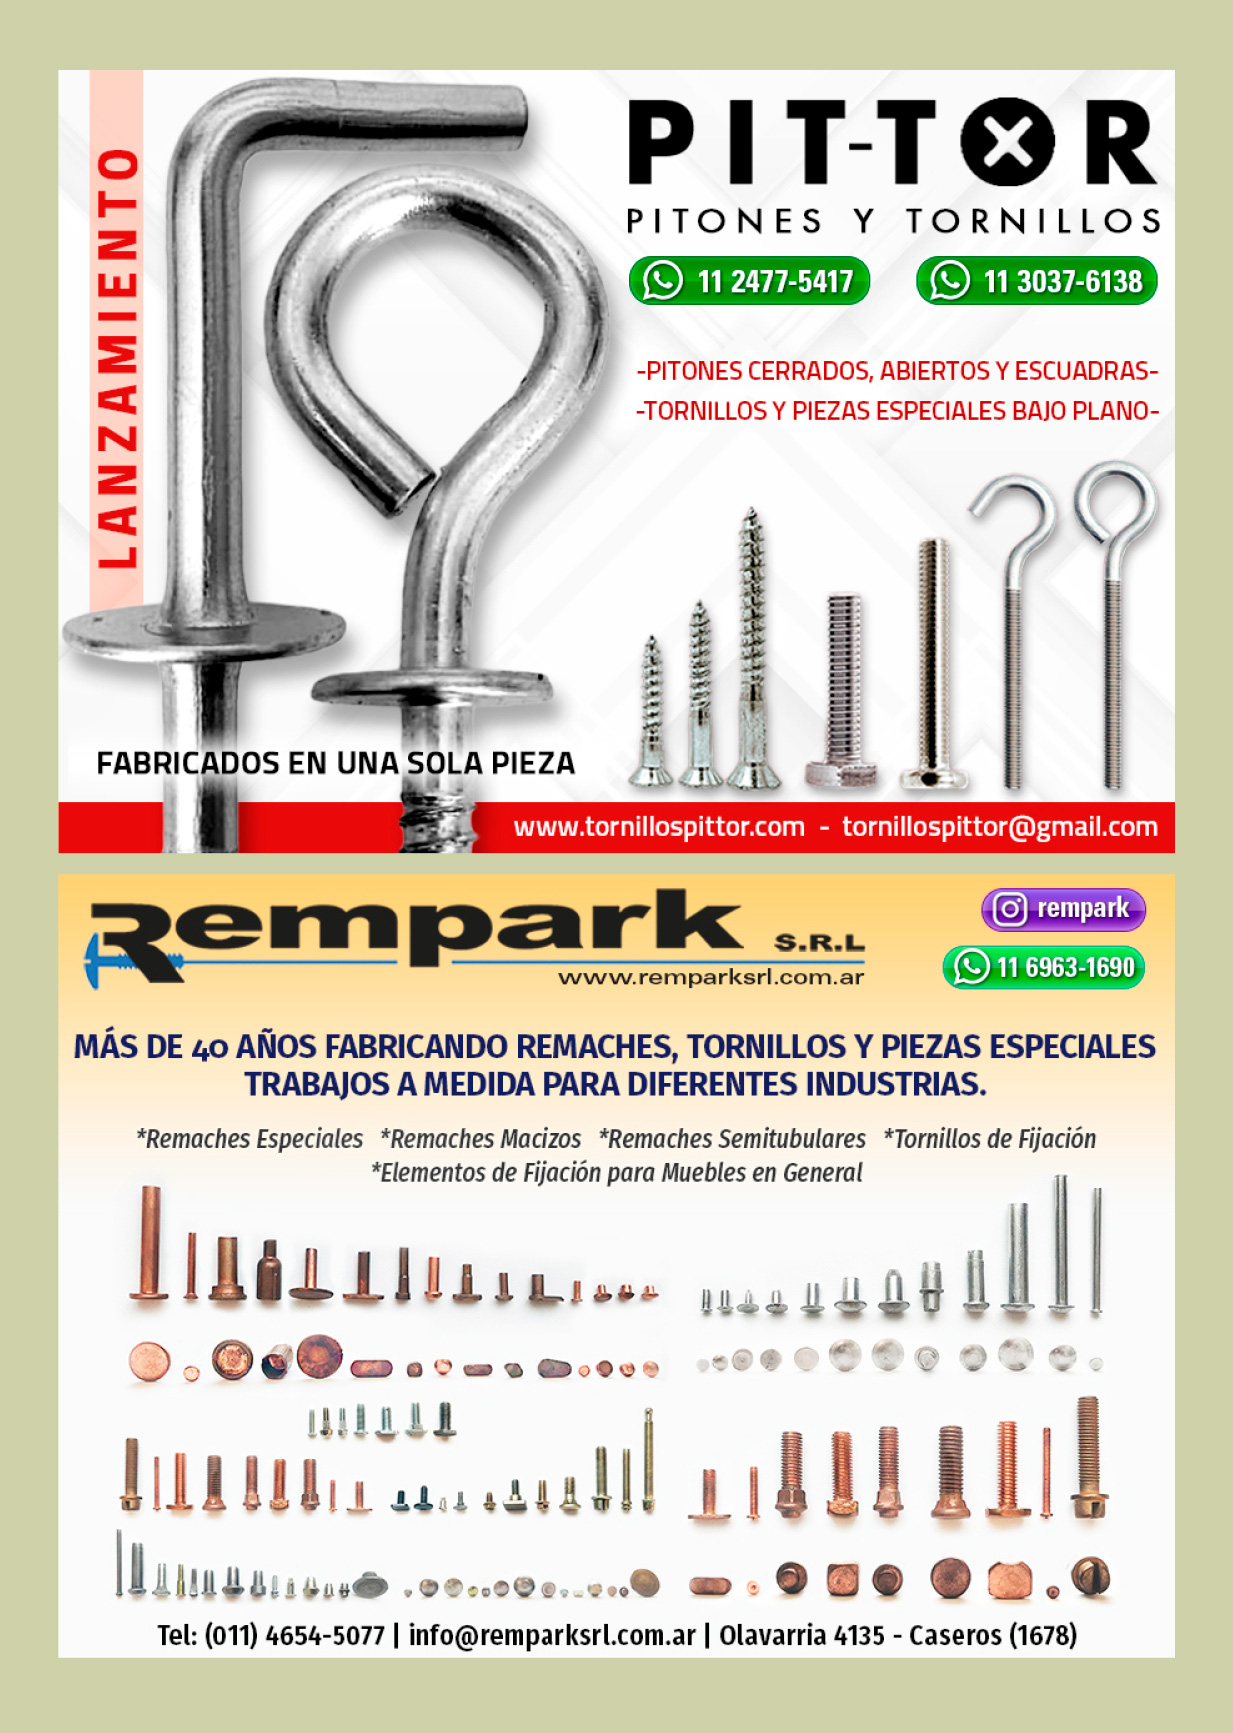 LANZAMIENTO
PIT-TOR
PITONES Y TORNILLOS
11 2477-5417
11 3037-6138
-PITONES CERRADOS, ABIERTOS Y ESCUADRAS-
-TORNILLOS Y PIEZAS ESPECIALES BAJO PLANO-
FABRICADOS EN UNA SOLA PIEZA
www.tornillospittor.com - tornillospittor@gmail.com
Rempark S.R.L
www.remparksrl.com.ar
rempark
11 6963-1690
MÁS DE 40 AÑOS FABRICANDO REMACHES, TORNILLOS Y PIEZAS ESPECIALES
TRABAJOS A MEDIDA PARA DIFERENTES INDUSTRIAS.
*Remaches Especiales *Remaches Macizos *Remaches Semitubulares *Tornillos de Fijación
*Elementos de Fijación para Muebles en General
Tel: (011) 4654-5077 | info@remparksrl.com.ar | Olavarria 4135 - Caseros (1678)